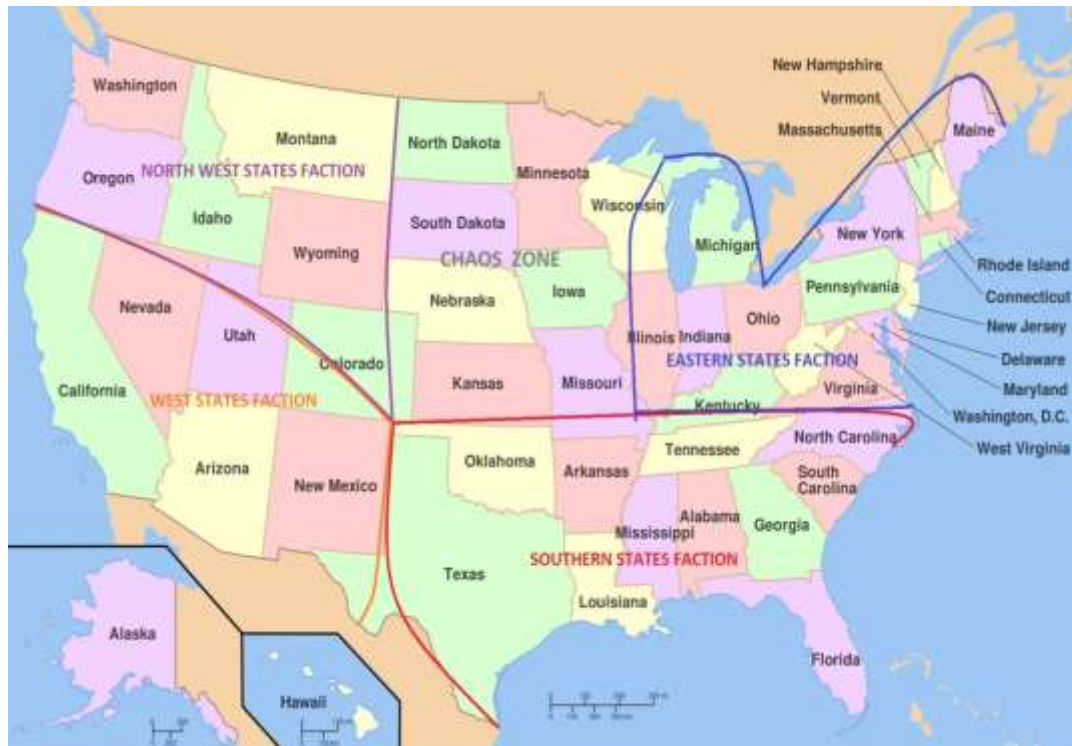 Washington
Montana
North Dakota
Minnesota
New Hampshire
Vermont
Massachusetts
Maine
Oregon
NORTH WEST STATES FACTION
Idaho
Wyoming
South Dakota
CHAOS ZONE
Wisconsin
Michigan
New York
Rhode Island
Nevada
Utah
Colorado
Nebraska
Iowa
Illinois
Indiana
Ohio
Pennsylvania
Connecticut
New Jersey
California
WEST STATES FACTION
Kansas
Missouri
EASTERN STATES FACTION
Kentucky
Virginia
Delaware
Maryland
Washington, D.C.
West Virginia
Arizona
New Mexico
Oklahoma
Arkansas
Tennessee
North Carolina
South
Carolina
Texas
Mississippi
Alabama
Georgia
SOUTHERN STATES FACTION
Louisiana
Florida
Alaska
Hawaii